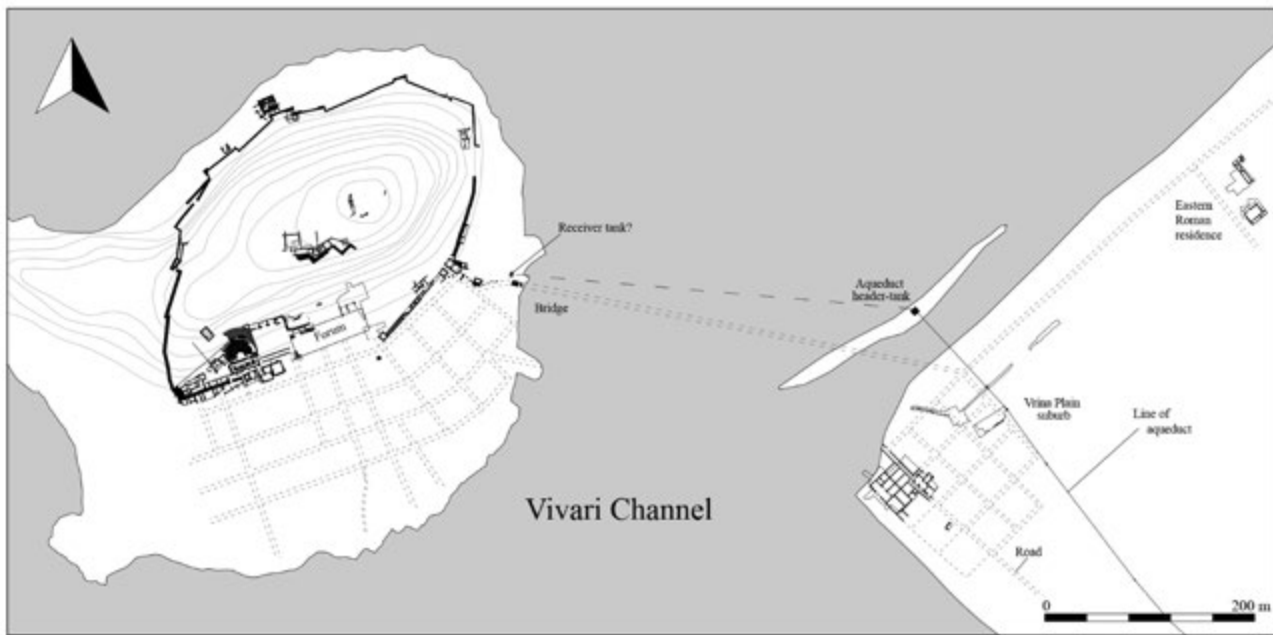 Eastern
Roman
residence
Receiver tank?
Aqueduct
header-tank
Bridge
Forum
Vrina Plain
suburb
Line of
aqueduct
Vivari Channel
Road
0
200 m